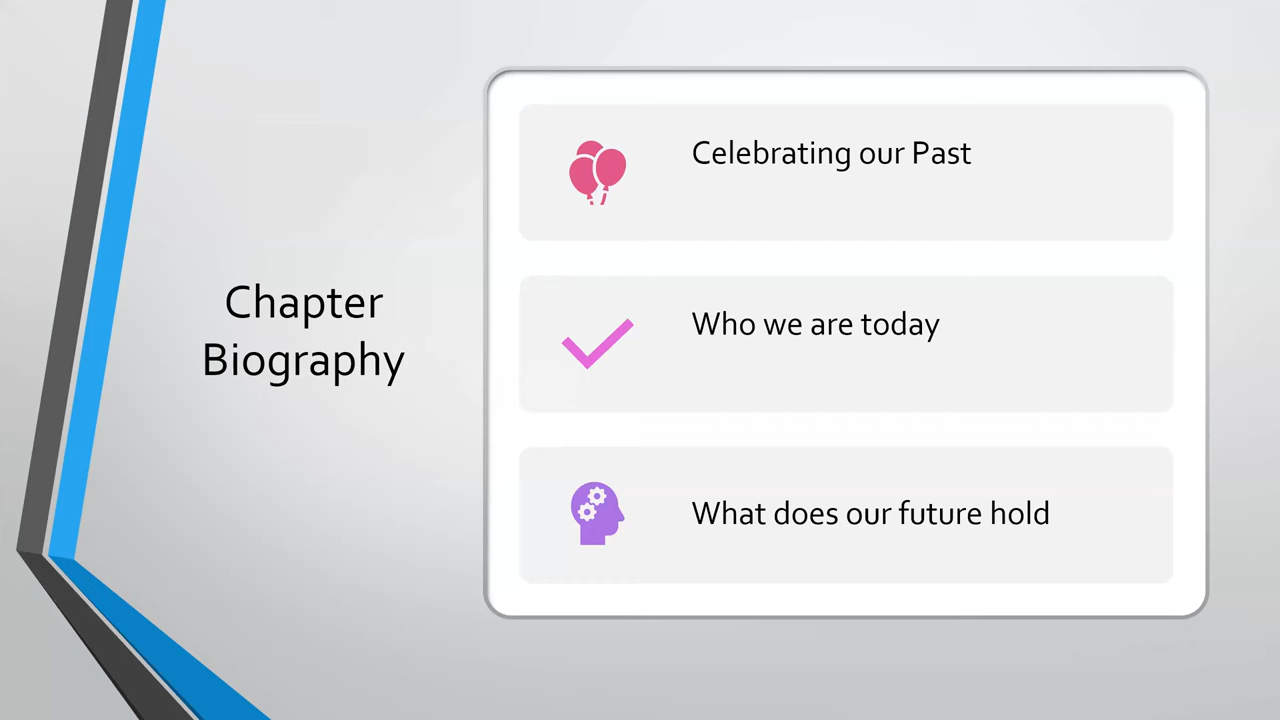 Chapter
Biography
Celebrating our Past
Who we are today
What does our future hold